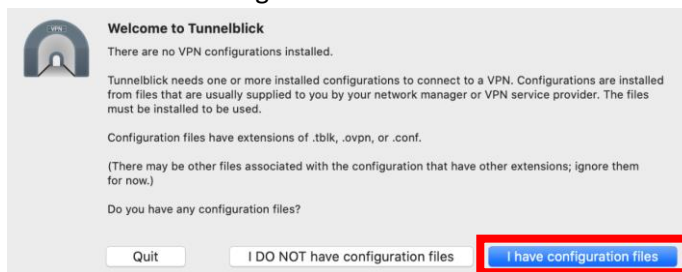 VPN
Welcome to Tunnelblick
There are no VPN configurations installed.
Tunnelblick needs one or more installed configurations to connect to a VPN. Configurations are installed
from files that are usually supplied to you by your network manager or VPN service provider. The files
must be installed to be used.
Configuration files have extensions of .tblk, .ovpn, or .conf.
(There may be other files associated with the configuration that have other extensions; ignore them
for now.)
Do you have any configuration files?
Quit
I DO NOT have configuration files
I have configuration files